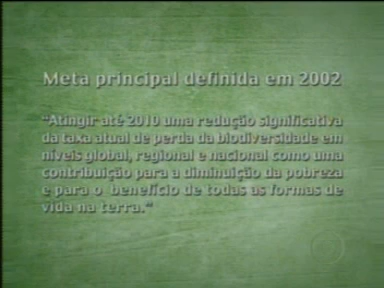 Meta principal definida em 2002
"Atingir até 2010 uma redução significativa
da taxa atual de perda da biodiversidade em
níveis global, regional e nacional como uma
contribuição para a diminuição da pobreza
e para o benefício de todas as formas de
vida na terra."